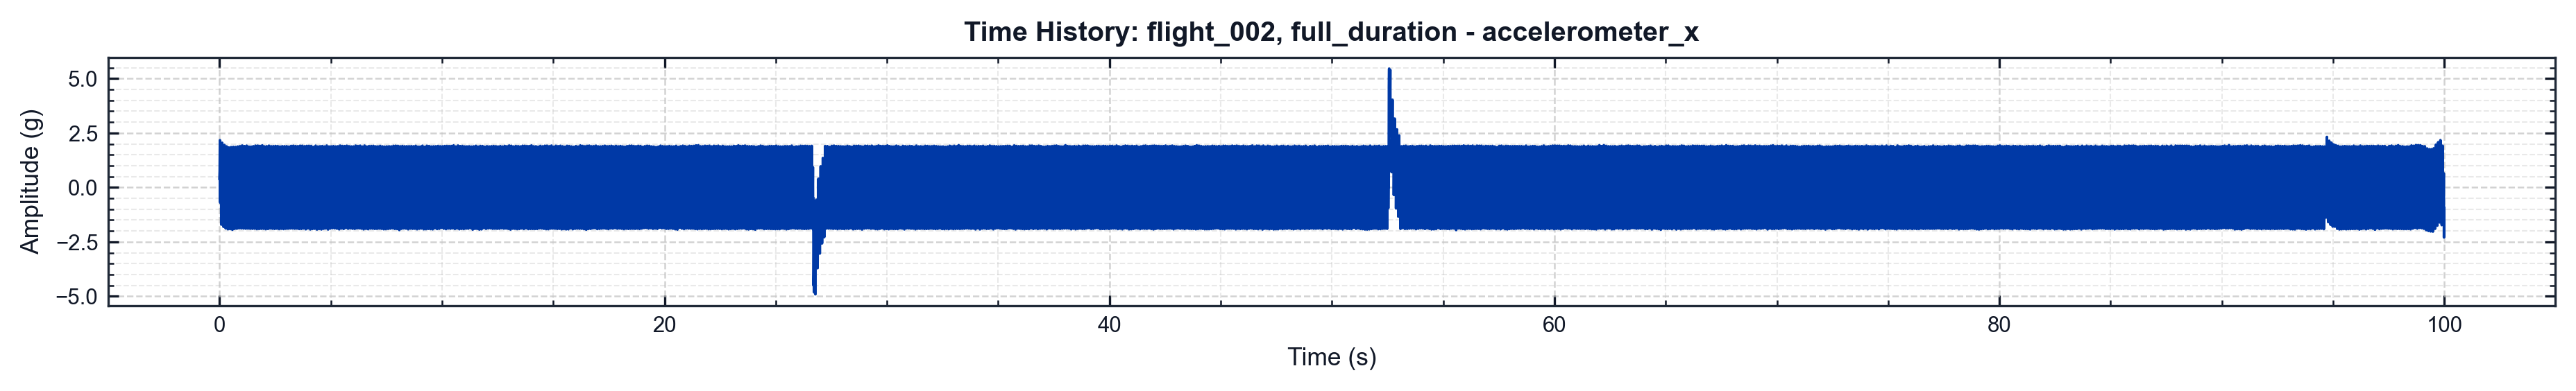 Time History: flight_002, full_duration - accelerometer_x
Amplitude (g)
5.0
2.5
0.0
−2.5
−5.0
0 20 40 60 80 100
Time (s)